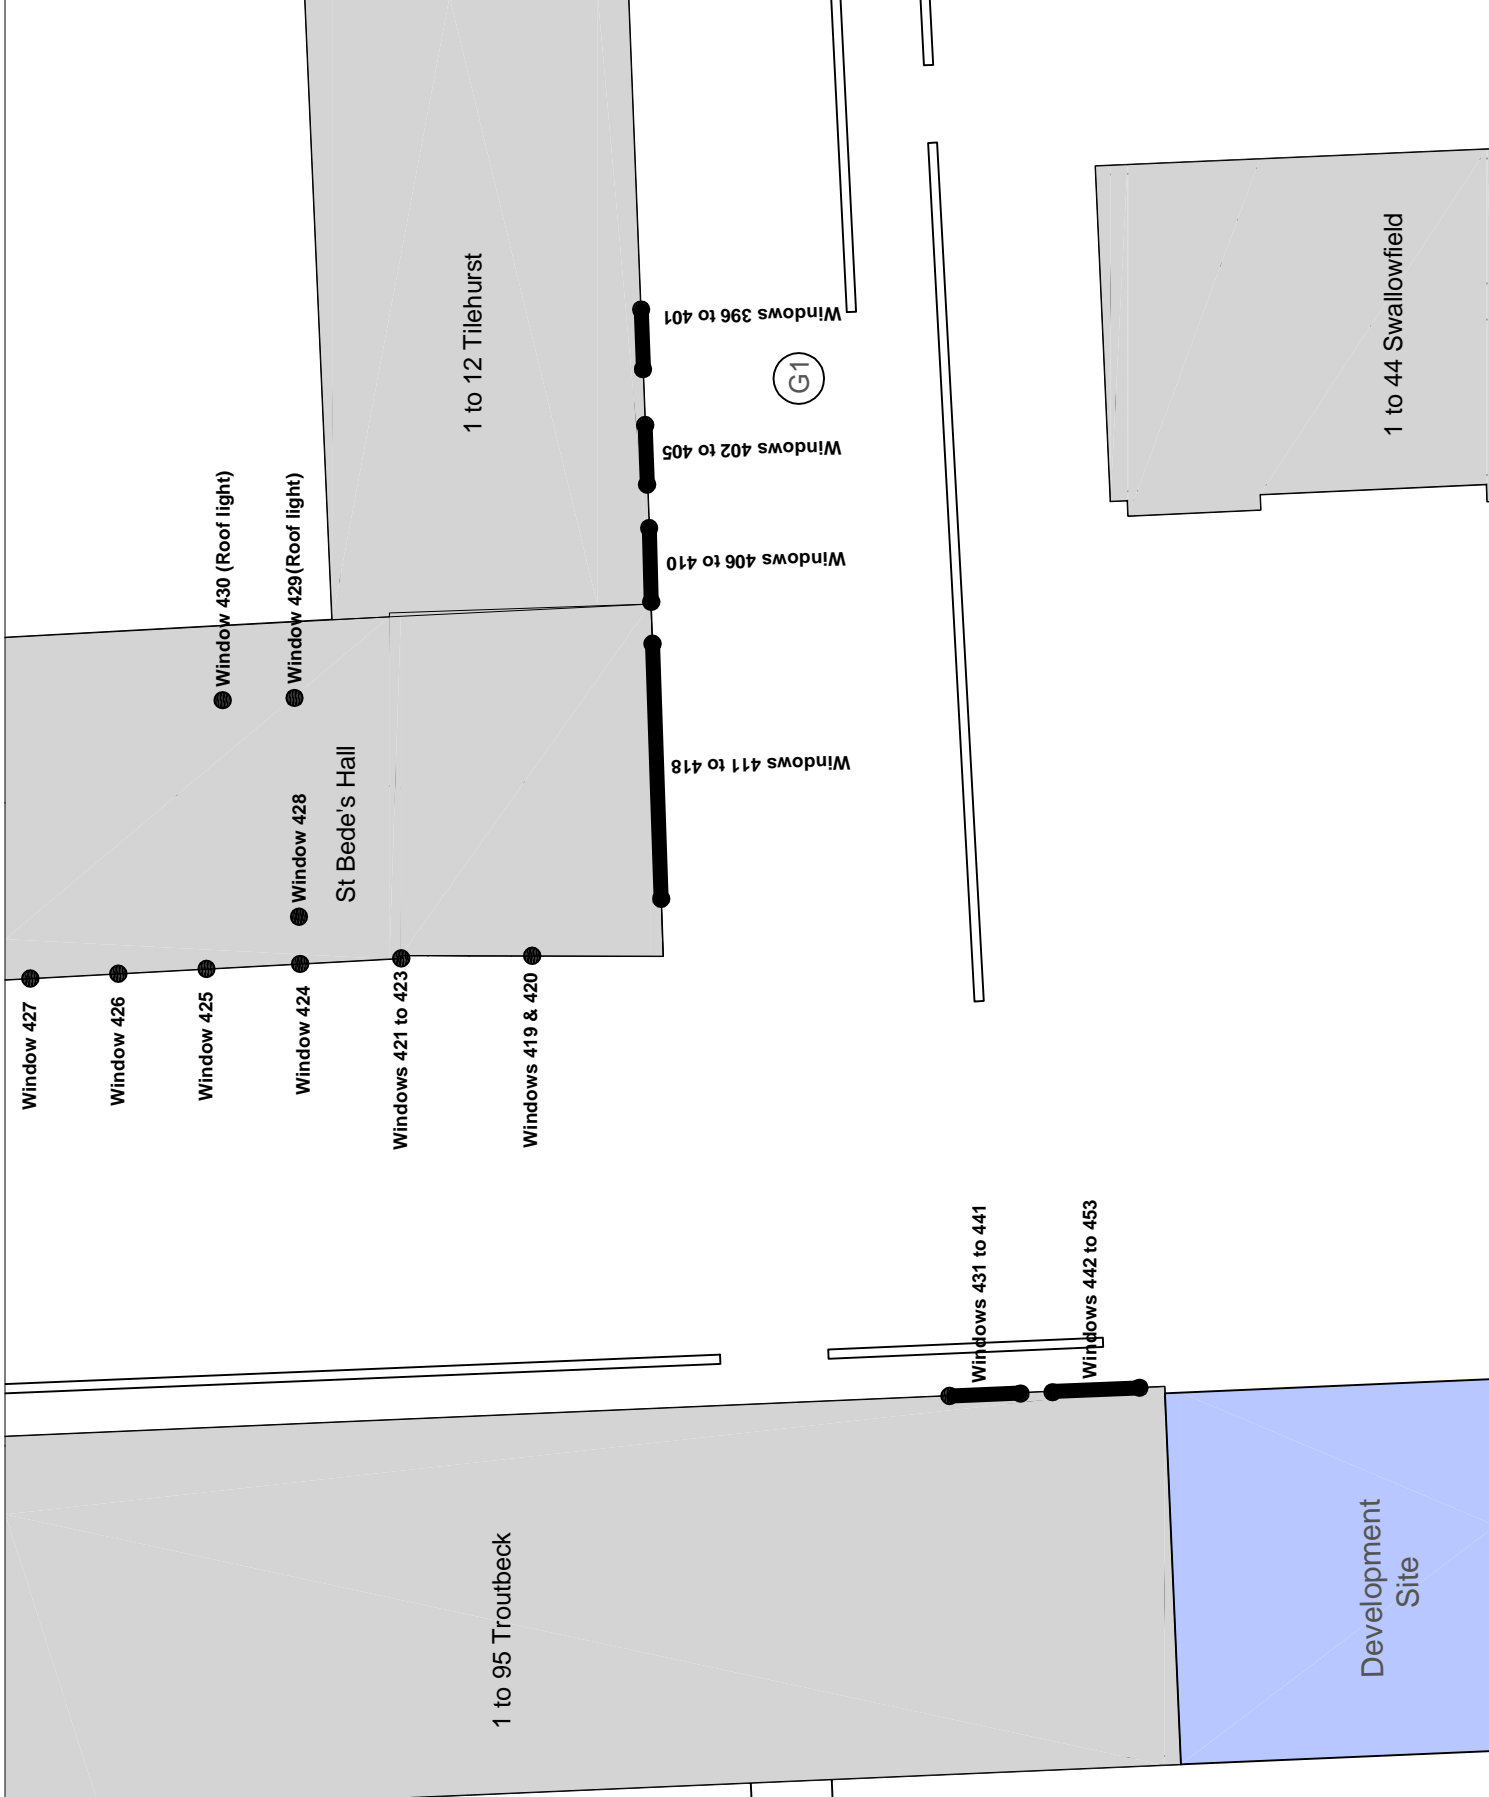 1 to 12 Tilehurst
Windows 396 to 401
G1
Windows 402 to 405
Windows 406 to 410
1 to 44 Swallowfield
Window 430 (Roof light)
Window 429(Roof light)
Window 428
St Bede's Hall
Windows 411 to 418
Window 427
Window 426
Window 425
Window 424
Windows 421 to 423
Windows 419 & 420
Windows 431 to 441
Windows 442 to 453
1 to 95 Troutbeck
Development
Site